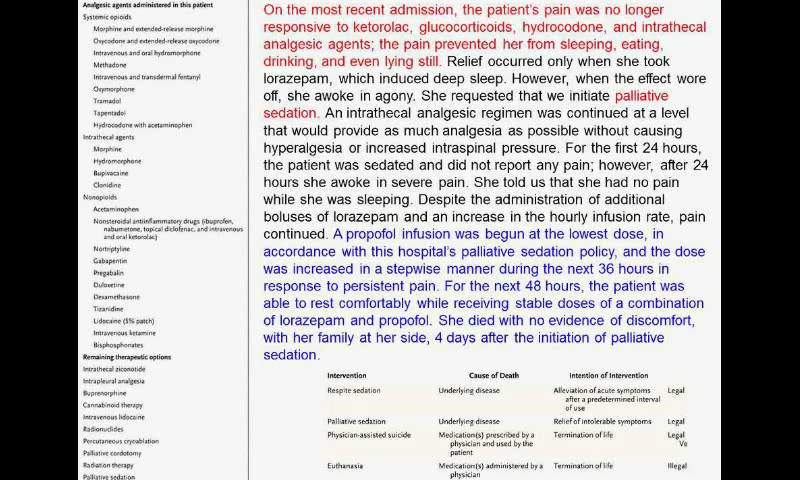 Analgesic agents administered in this patient
Systemic opioids
Morphine and extended-release morphine
Oxycodone and extended-release oxycodone
Intravenous and oral hydromorphone
Methadone
Intravenous and transdermal fentanyl
Oxymorphone
Tramadol
Tapentadol
Hydrocodone with acetaminophen
Intrathecal agents
Morphine
Hydromorphone
Bupivacaine
Clonidine
Nonopioids
Acetaminophen
Nonsteroidal antiinflammatory drugs (ibuprofen,
nabumetone, topical diclofenac, and intravenous
and oral ketorolac)
Nortriptyline
Gabapentin
Pregabalin
Duloxetine
Dexamethasone
Tizanidine
Lidocaine (5% patch)
Intravenous ketamine
Bisphosphonates
Remaining therapeutic options
Intrathecal ziconotide
Intrapleural analgesia
Buprenorphine
Cannabinoid therapy
Intravenous lidocaine
Radionuclides
Percutaneous cryoablation
Palliative cordotomy
Radiation therapy
Palliative sedation
On the most recent admission, the patient's pain was no longer
responsive to ketorolac, glucocorticoids, hydrocodone, and intrathecal
analgesic agents; the pain prevented her from sleeping, eating,
drinking, and even lying still. Relief occurred only when she took
lorazepam, which induced deep sleep. However, when the effect wore
off, she awoke in agony. She requested that we initiate palliative
sedation. An intrathecal analgesic regimen was continued at a level
that would provide as much analgesia as possible without causing
hyperalgesia or increased intraspinal pressure. For the first 24 hours,
the patient was sedated and did not report any pain; however, after 24
hours she awoke in severe pain. She told us that she had no pain
while she was sleeping. Despite the administration of additional
boluses of lorazepam and an increase in the hourly infusion rate, pain
continued. A propofol infusion was begun at the lowest dose, in
accordance with this hospital's palliative sedation policy, and the dose
was increased in a stepwise manner during the next 36 hours in
response to persistent pain. For the next 48 hours, the patient was
able to rest comfortably while receiving stable doses of a combination
of lorazepam and propofol. She died with no evidence of discomfort,
with her family at her side, 4 days after the initiation of palliative
sedation.
Intervention Cause of Death Intention of Intervention
Respite sedation Underlying disease Alleviation of acute symptoms Legal
after a predetermined interval
of use
Palliative sedation Underlying disease Relief of intolerable symptoms Legal
Physician-assisted suicide Medication(s) prescribed by a Termination of life Legal
physician and used by the Ve
patient
Euthanasia Medication(s) administered by a Termination of life Illegal
physician